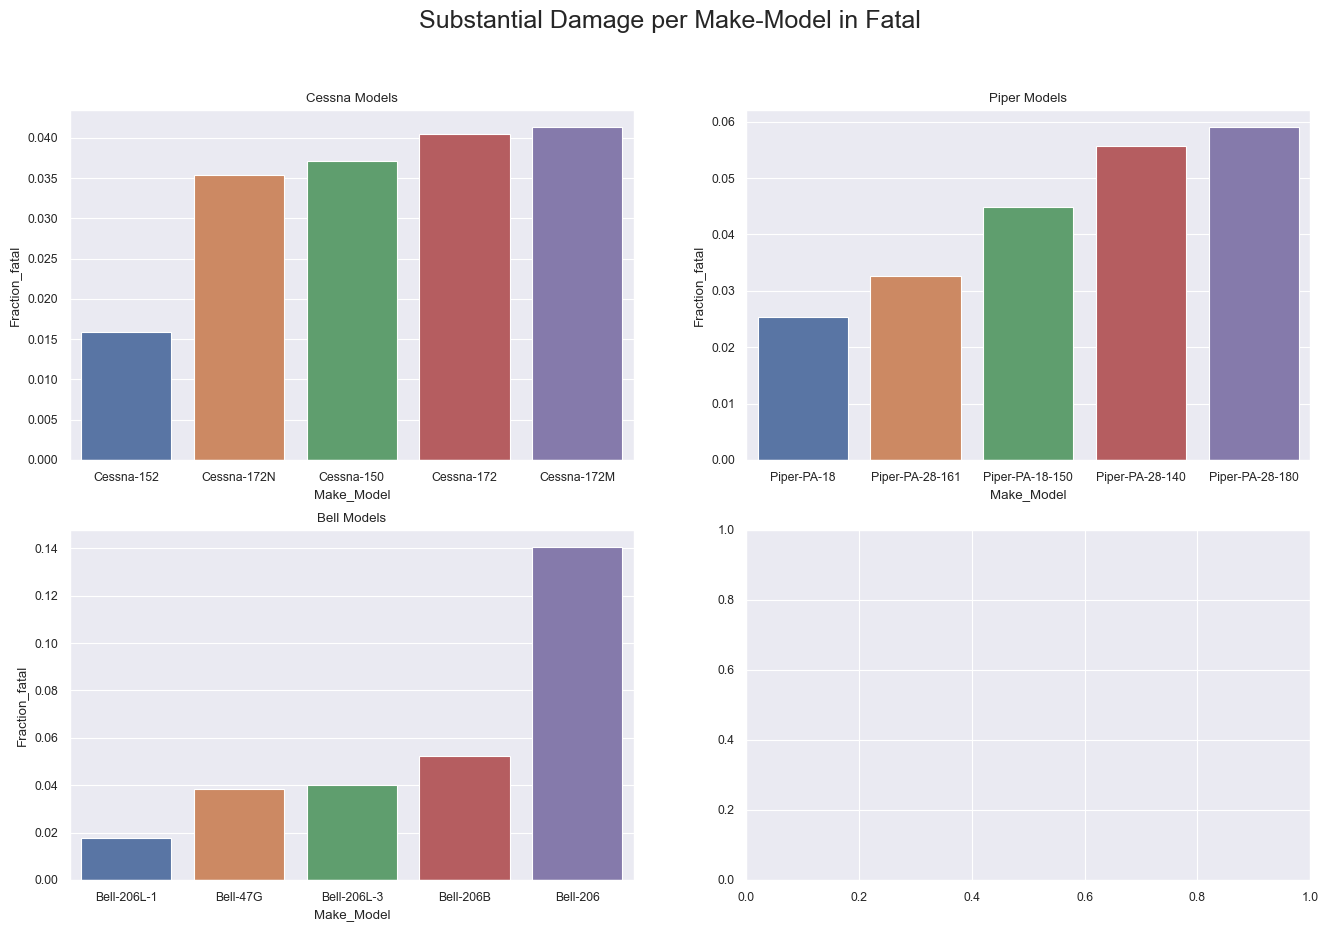 Substantial Damage per Make-Model in Fatal
Cessna Models
0.040
0.035
0.030
0.025
0.020
0.015
0.010
0.005
0.000
Fraction_fatal
Cessna-152 Cessna-172N Cessna-150 Cessna-172 Cessna-172M
Make_Model
Piper Models
0.06
0.05
0.04
0.03
0.02
0.01
0.00
Fraction_fatal
Piper-PA-18 Piper-PA-28-161 Piper-PA-18-150 Piper-PA-28-140 Piper-PA-28-180
Make_Model
Bell Models
0.14
0.12
0.10
0.08
0.06
0.04
0.02
0.00
Fraction_fatal
Bell-206L-1 Bell-47G Bell-206L-3 Bell-206B Bell-206
Make_Model
1.0
0.8
0.6
0.4
0.2
0.0
0.0 0.2 0.4 0.6 0.8 1.0